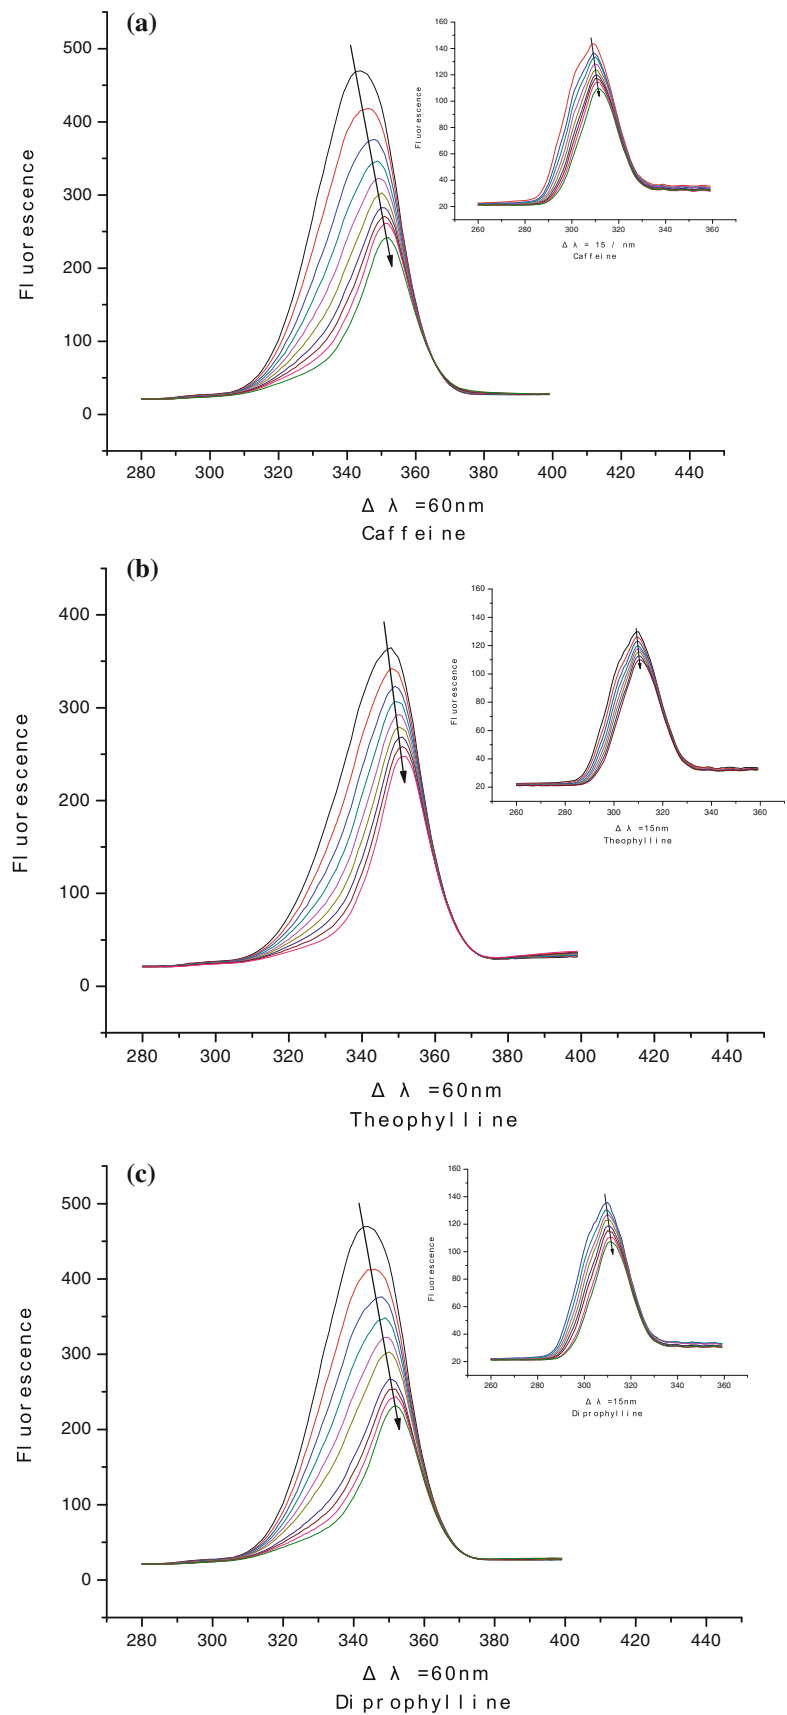 (a)
500
400
300
200
100
0
Fluorescence
280 300 320 340 360 380 400 420 440
Δ λ =60nm
Caffeine
160
140
120
100
80
60
40
20
Fluorescence
260 280 300 320 340 360
Δ λ = 15 / nm
Caffeine
(b)
400
300
200
100
0
Fluorescence
280 300 320 340 360 380 400 420 440
Δ λ =60nm
Theophylline
160
140
120
100
80
60
40
20
Fluorescence
260 280 300 320 340 360
Δ λ=15nm
Theophylline
(c)
500
400
300
200
100
0
Fluorescence
280 300 320 340 360 380 400 420 440
Δ λ =60nm
Diprophylline
160
140
120
100
80
60
40
20
Fluorescence
260 280 300 320 340 360
Δ λ=15nm
Diprophylline